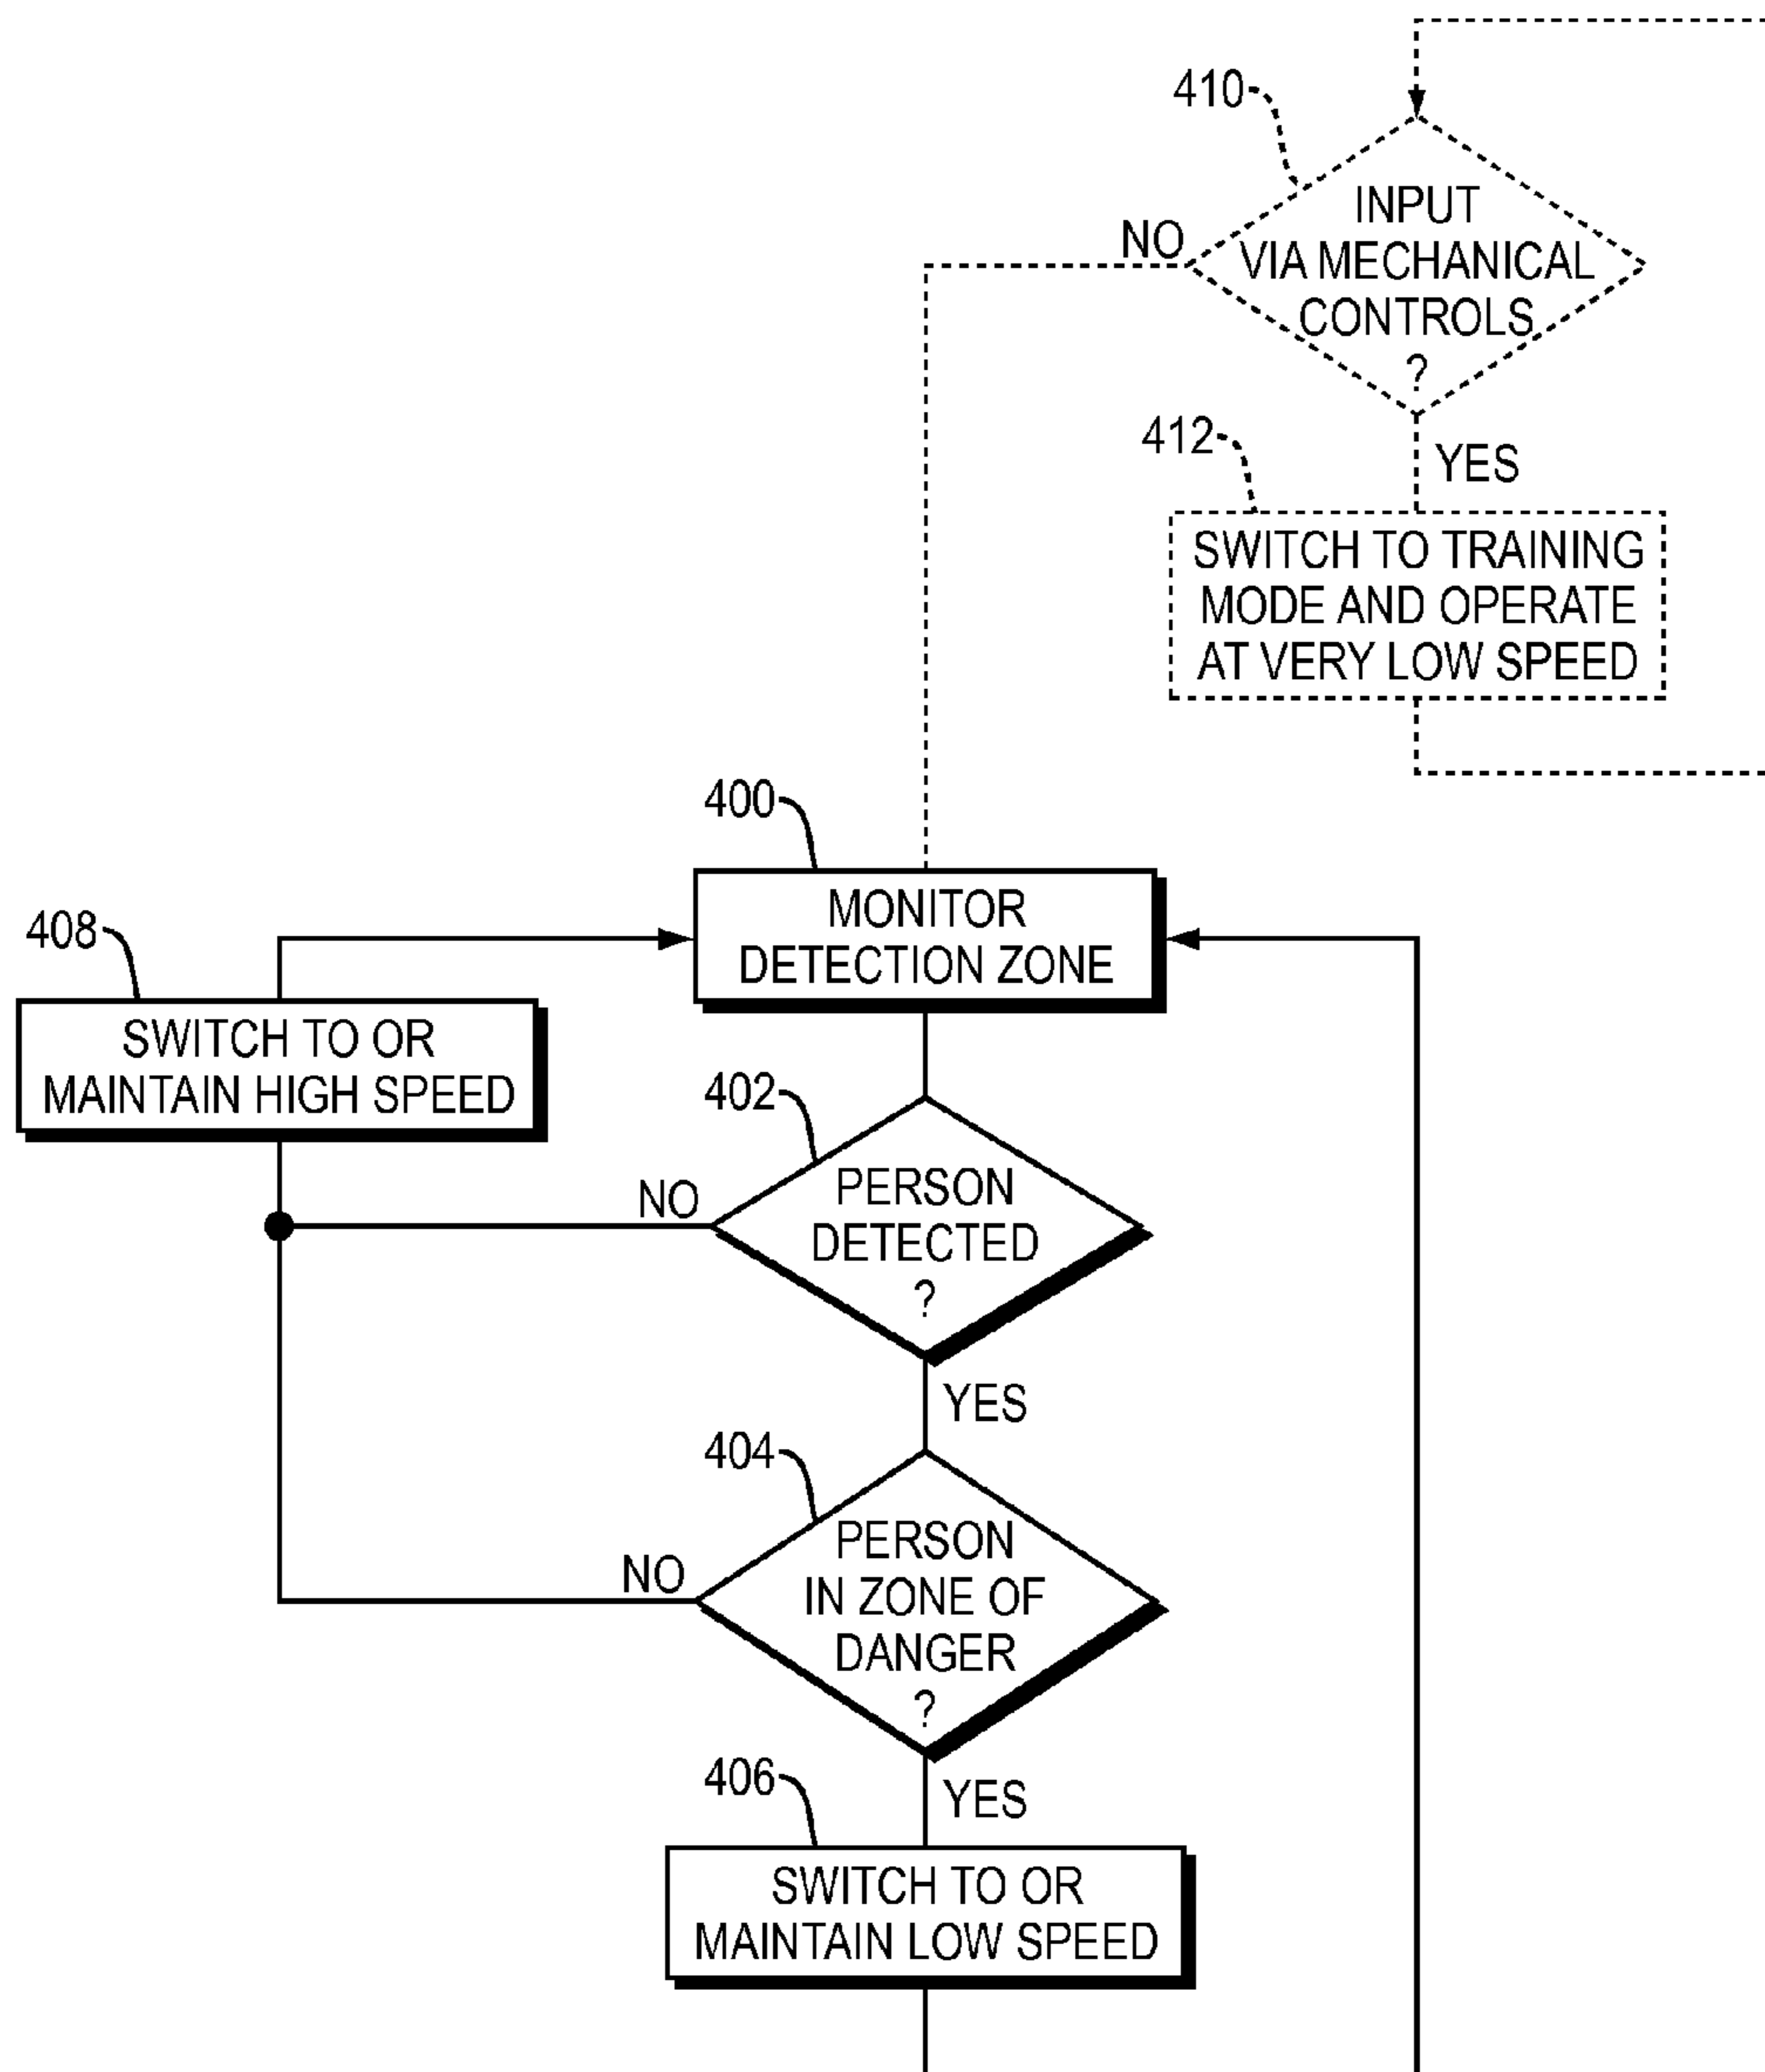 410
INPUT
VIA MECHANICAL
CONTROLS
?
NO
YES
412
SWITCH TO TRAINING
MODE AND OPERATE
AT VERY LOW SPEED
400
MONITOR
DETECTION ZONE
408
SWITCH TO OR
MAINTAIN HIGH SPEED
402
PERSON
DETECTED
?
NO
YES
404
PERSON
IN ZONE OF
DANGER
?
NO
YES
406
SWITCH TO OR
MAINTAIN LOW SPEED